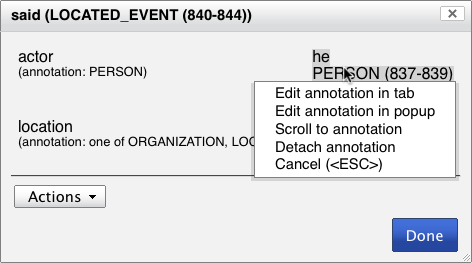 said (LOCATED_EVENT (840-844))
actor
(annotation: PERSON)
he
PERSON (837-839)
Edit annotation in tab
Edit annotation in popup
Scroll to annotation
Detach annotation
Cancel (<ESC>)
location
(annotation: one of ORGANIZATION, LOC
Actions
Done